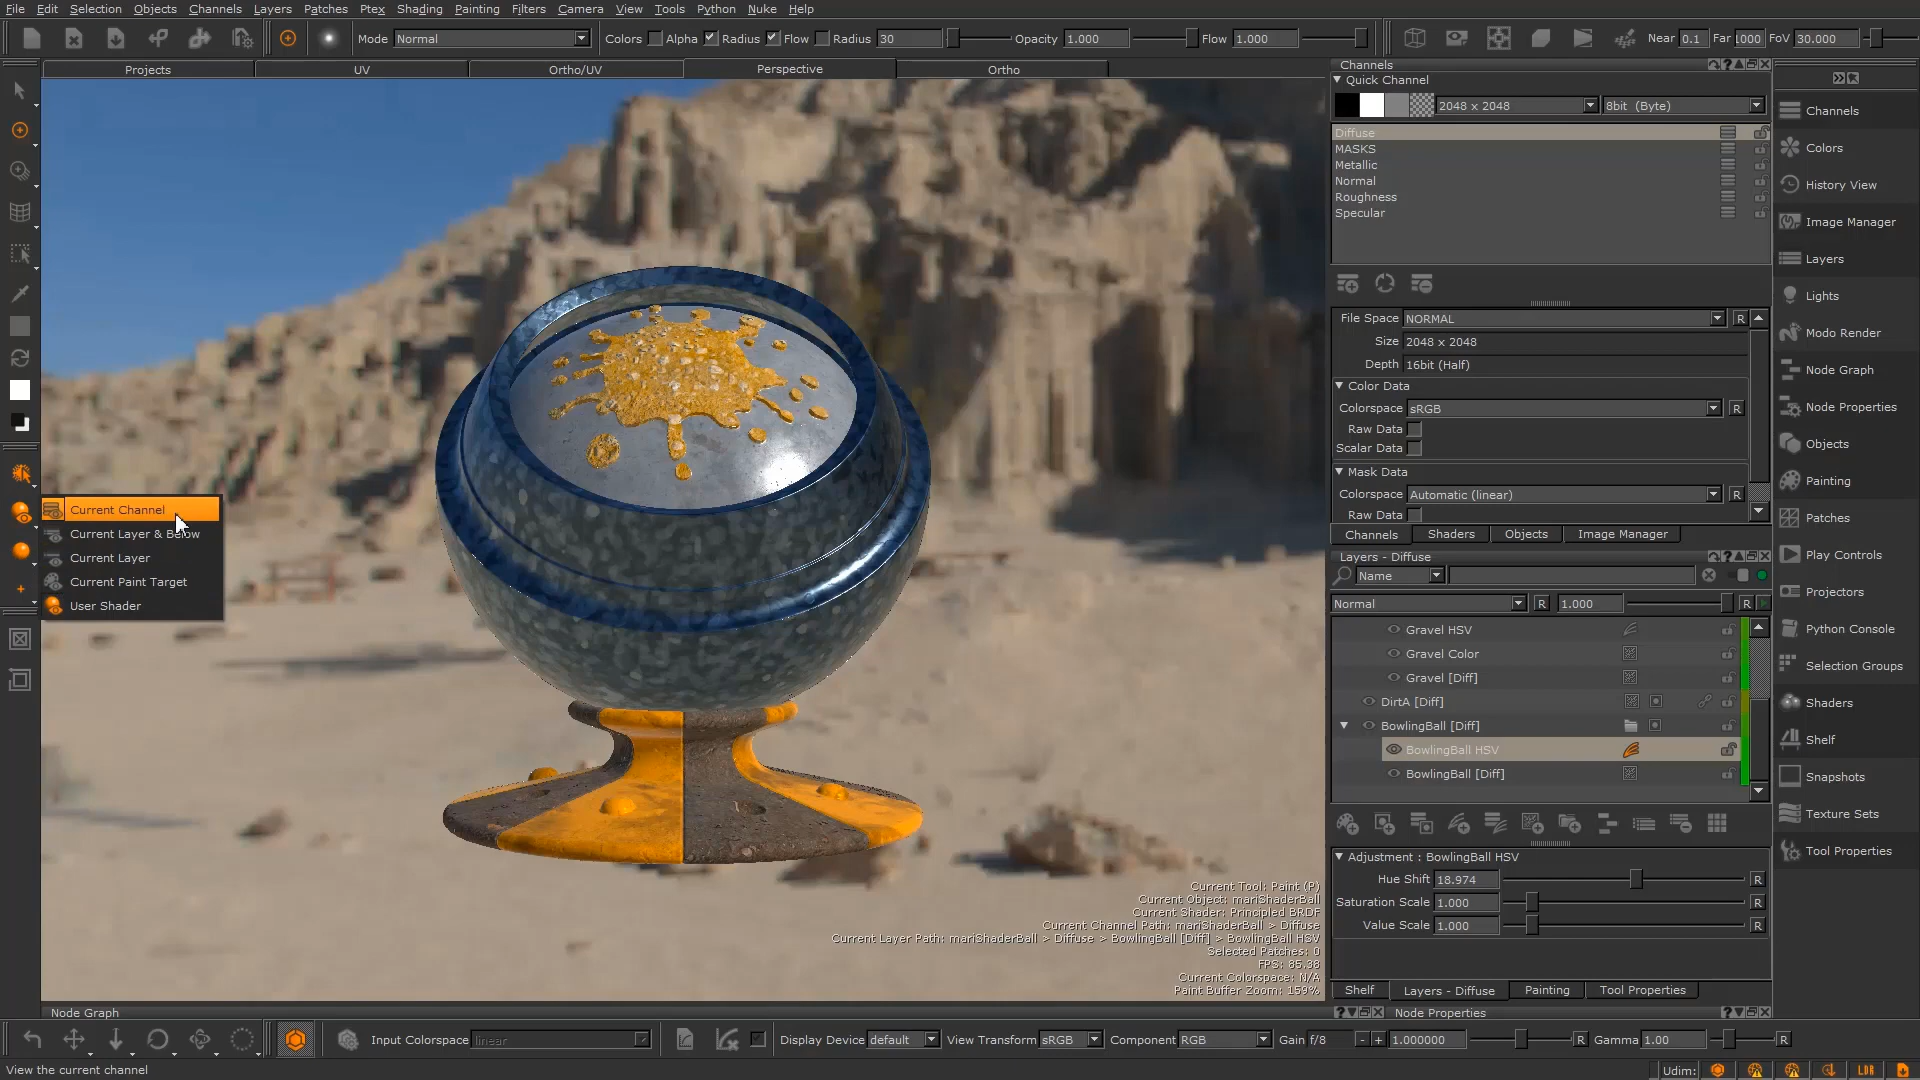 File Edit Selection Objects Channels Layers Patches Ptex Shading Painting Filters Camera View Tools Python Nuke Help
Mode Normal Colors Alpha Radius Flow Radius 30 Opacity 1.000 Flow 1.000 Near 0.1 Far 1000 FoV 30.000
Projects UV Ortho/UV Perspective Ortho
Channels
Quick Channel
2048 x 2048 8bit (Byte)
Diffuse
MASKS
Metallic
Normal
Roughness
Specular
File Space NORMAL R
Size 2048 x 2048
Depth 16bit (Half)
Color Data
Colorspace sRGB R
Raw Data
Scalar Data
Mask Data
Colorspace Automatic (linear) R
Raw Data
Channels Shaders Objects Image Manager
Layers - Diffuse
Name
Normal R 1.000 R
Gravel HSV
Gravel Color
Gravel [Diff]
DirtA [Diff]
BowlingBall [Diff]
BowlingBall HSV
BowlingBall [Diff]
Adjustment : BowlingBall HSV
Hue Shift 18.974 R
Saturation Scale 1.000 R
Value Scale 1.000 R
Shelf Layers - Diffuse Painting Tool Properties
Node Properties
Channels
Colors
History View
Image Manager
Layers
Lights
Modo Render
Node Graph
Node Properties
Objects
Painting
Patches
Play Controls
Projectors
Python Console
Selection Groups
Shaders
Shelf
Snapshots
Texture Sets
Tool Properties
Current Channel
Current Layer & Below
Current Layer
Current Paint Target
User Shader
Current Tool: Paint (P)
Current Object: mariShaderBall
Current Shader: Principled BRDF
Current Channel Path: mariShaderBall > Diffuse
Current Layer Path: mariShaderBall > Diffuse > BowlingBall [Diff] > BowlingBall HSV
Selected Patches: 0
FPS: 85.38
Current Colorspace: N/A
Paint Buffer Zoom: 159%
Node Graph
Input Colorspace linear Display Device default View Transform sRGB Component RGB Gain f/8 - + 1.000000 R Gamma 1.00 R
View the current channel Udim: LDR